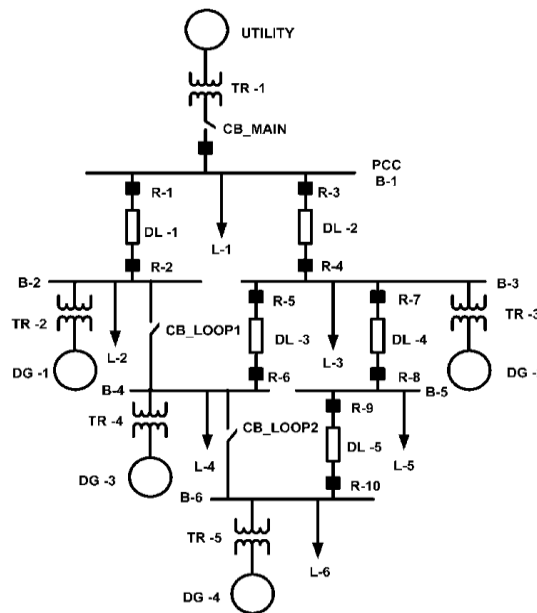 UTILITY
TR -1
CB_MAIN
PCC
B-1
R-1
R-3
DL -1
L-1
DL -2
R-2
R-4
B-2
B-3
TR -2
L-2
CB_LOOP1
R-5
R-7
TR -3
DL -3
L-3
DL -4
DG -1
DG -
R-6
R-8
B-4
B-5
TR -4
L-4
CB_LOOP2
R-9
DL -5
L-5
DG -3
R-10
B-6
TR -5
L-6
DG -4